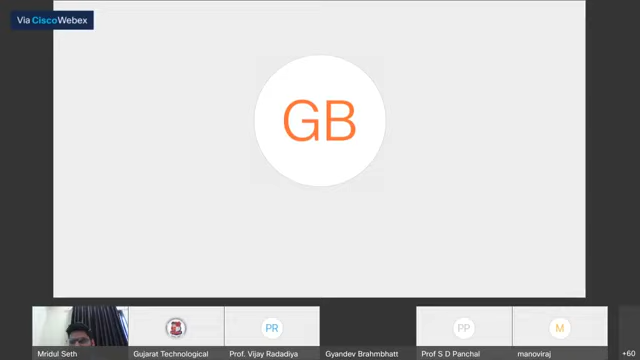 Via CiscoWebex
GB
PR
PP
M
Mridul Seth
Gujarat Technological
Prof. Vijay Radadiya
Gyandev Brahmbhatt
Prof S D Panchal
manoviraj
+60